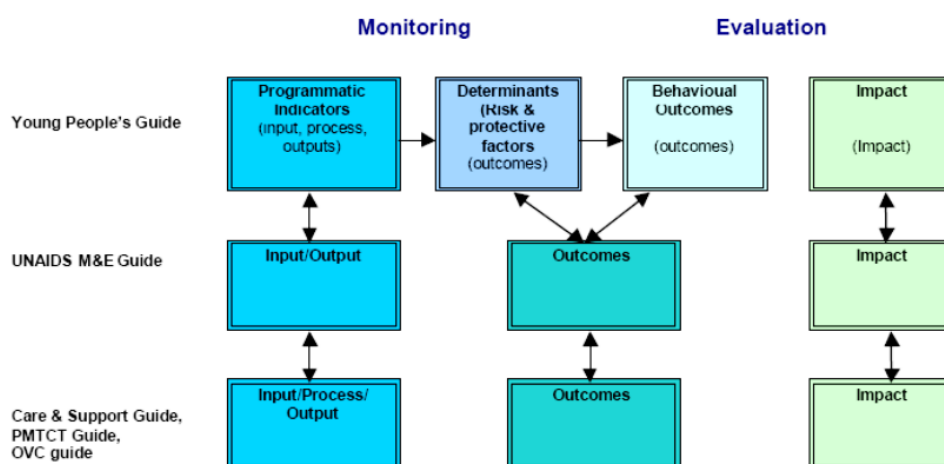 Monitoring
Evaluation
Young People's Guide
Programmatic
Indicators
(input, process,
outputs)
Determinants
(Risk &
protective
factors
(outcomes)
Behavioual
Outcomes
(outcomes)
Impact
(Impact)
UNAIDS M&E Guide
Input/Output
Outcomes
Impact
Care & Support Guide,
PMTCT Guide,
OVC guide
Input/Process/
Output
Outcomes
Impact